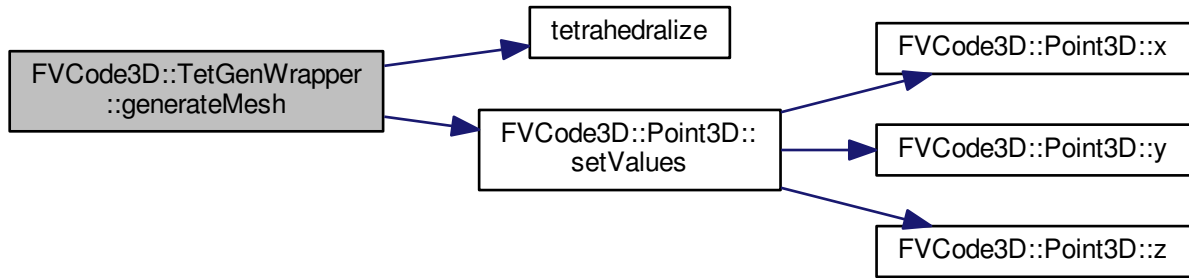 FVCode3D::TetGenWrapper
::generateMesh
tetrahedralize
FVCode3D::Point3D::
setValues
FVCode3D::Point3D::x
FVCode3D::Point3D::y
FVCode3D::Point3D::z